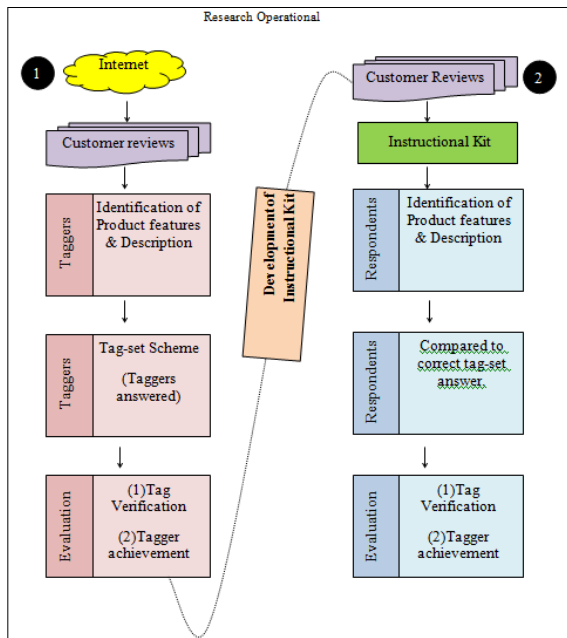 Research Operational
1
Internet
Customer reviews
Taggers
Identification of
Product features
& Description
Taggers
Tag-set Scheme
(Taggers
answered)
Evaluation
(1)Tag
Verification
(2)Tagger
achievement
Development of
Instructional Kit
Customer Reviews
2
Instructional Kit
Respondents
Identification of
Product features
& Description
Respondents
Compared to
correct tag-set
answer.
Evaluation
(1)Tag
Verification
(2)Tagger
achievement